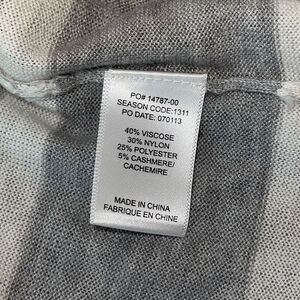 PO# 14787-00
SEASON CODE:1311
PO DATE: 070113
40% VISCOSE
30% NYLON
25% POLYESTER
5% CASHMERE/
CACHEMIRE
MADE IN CHINA
FABRIQUE EN CHINE